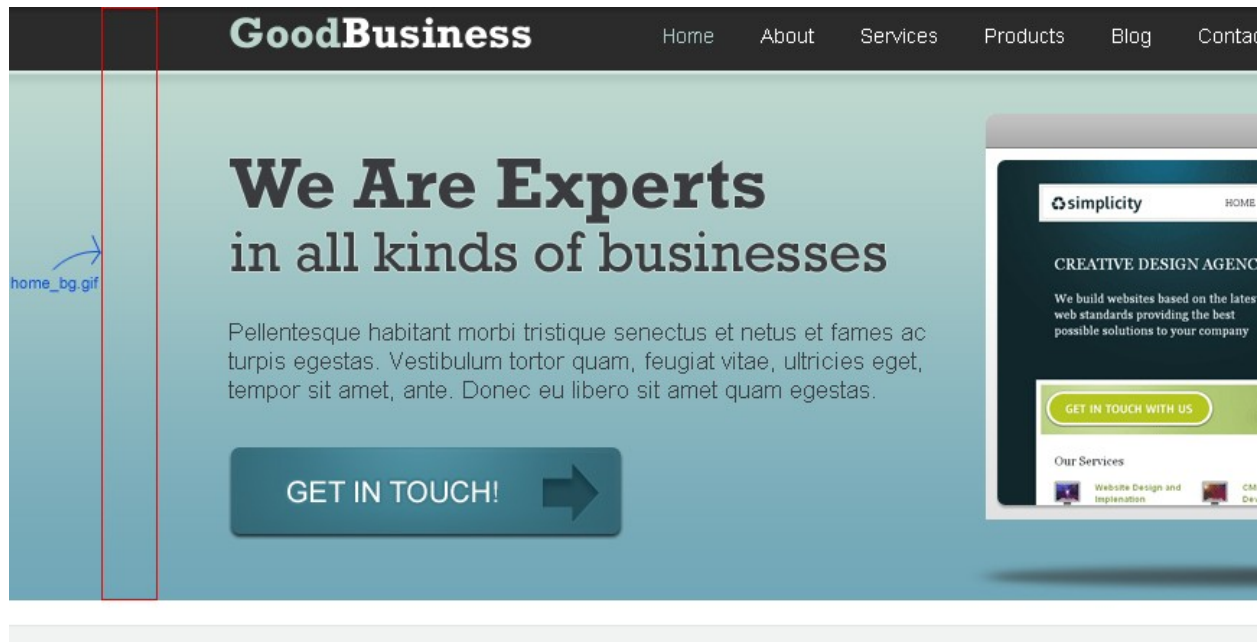 GoodBusiness
Home About Services Products Blog Contac
We Are Experts
in all kinds of businesses
home_bg.gif
Pellentesque habitant morbi tristique senectus et netus et fames ac
turpis egestas. Vestibulum tortor quam, feugiat vitae, ultricies eget,
tempor sit amet, ante. Donec eu libero sit amet quam egestas.
GET IN TOUCH!
simplicity
HOME
CREATIVE DESIGN AGENC
We build websites based on the latest
web standards providing the best
possible solutions to your company
GET IN TOUCH WITH US
Our Services
Website Design and
Implenation
CM
Dev